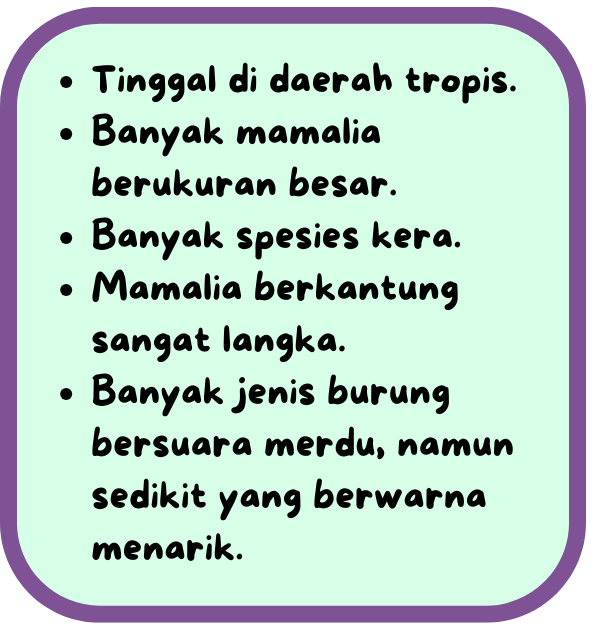 • Tinggal di daerah tropis.
• Banyak mamalia
berukuran besar.
• Banyak spesies kera.
• Mamalia berkantung
sangat langka.
• Banyak jenis burung
bersuara merdu, namun
sedikit yang berwarna
menarik.